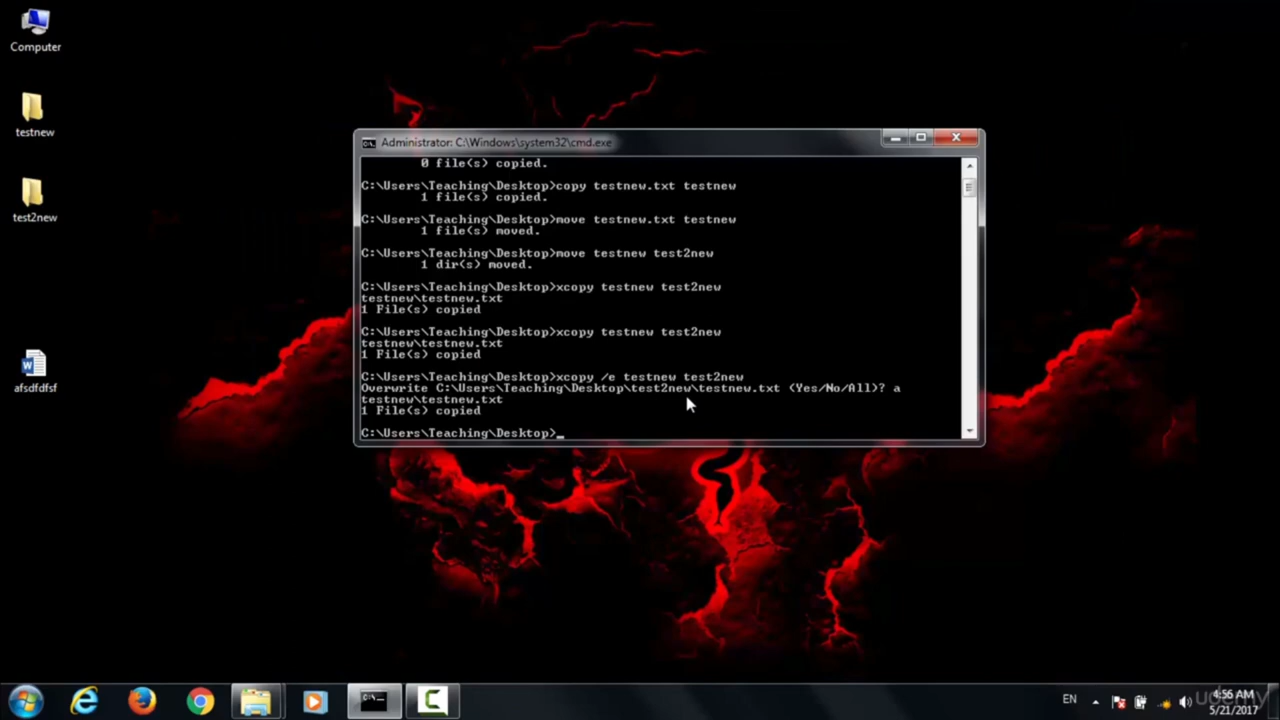 Computer
testnew
test2new
afsdfdfsf
Administrator: C:\Windows\system32\cmd.exe
0 file(s) copied.
C:\Users\Teaching\Desktop>copy testnew.txt testnew
1 file(s) copied.
C:\Users\Teaching\Desktop>move testnew.txt testnew
1 file(s) moved.
C:\Users\Teaching\Desktop>move testnew test2new
1 dir(s) moved.
C:\Users\Teaching\Desktop>xcopy testnew test2new
testnew\testnew.txt
1 File(s) copied
C:\Users\Teaching\Desktop>xcopy testnew test2new
testnew\testnew.txt
1 File(s) copied
C:\Users\Teaching\Desktop>xcopy /e testnew test2new
Overwrite C:\Users\Teaching\Desktop\test2new\testnew.txt (Yes/No/All)? a
testnew\testnew.txt
1 File(s) copied
C:\Users\Teaching\Desktop>_
EN
4:56 AM
5/21/2017
udemy